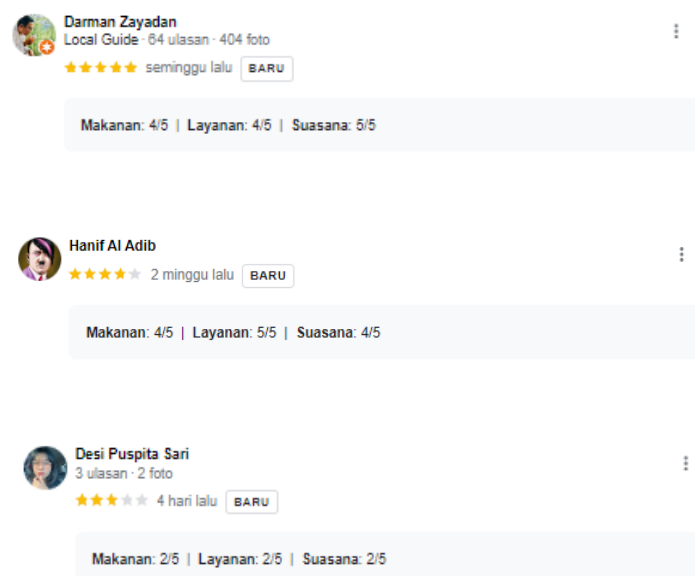 Darman Zayadan
Local Guide · 64 ulasan · 404 foto
seminggu lalu BARU
Makanan: 4/5 | Layanan: 4/5 | Suasana: 5/5
Hanif Al Adib
2 minggu lalu BARU
Makanan: 4/5 | Layanan: 5/5 | Suasana: 4/5
Desi Puspita Sari
3 ulasan · 2 foto
4 hari lalu BARU
Makanan: 2/5 | Layanan: 2/5 | Suasana: 2/5